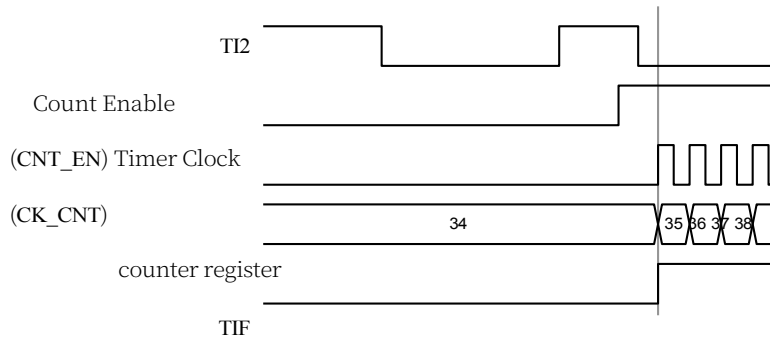 TI2
Count Enable
(CNT_EN) Timer Clock
(CK_CNT)
34 35 36 37 38
counter register
TIF